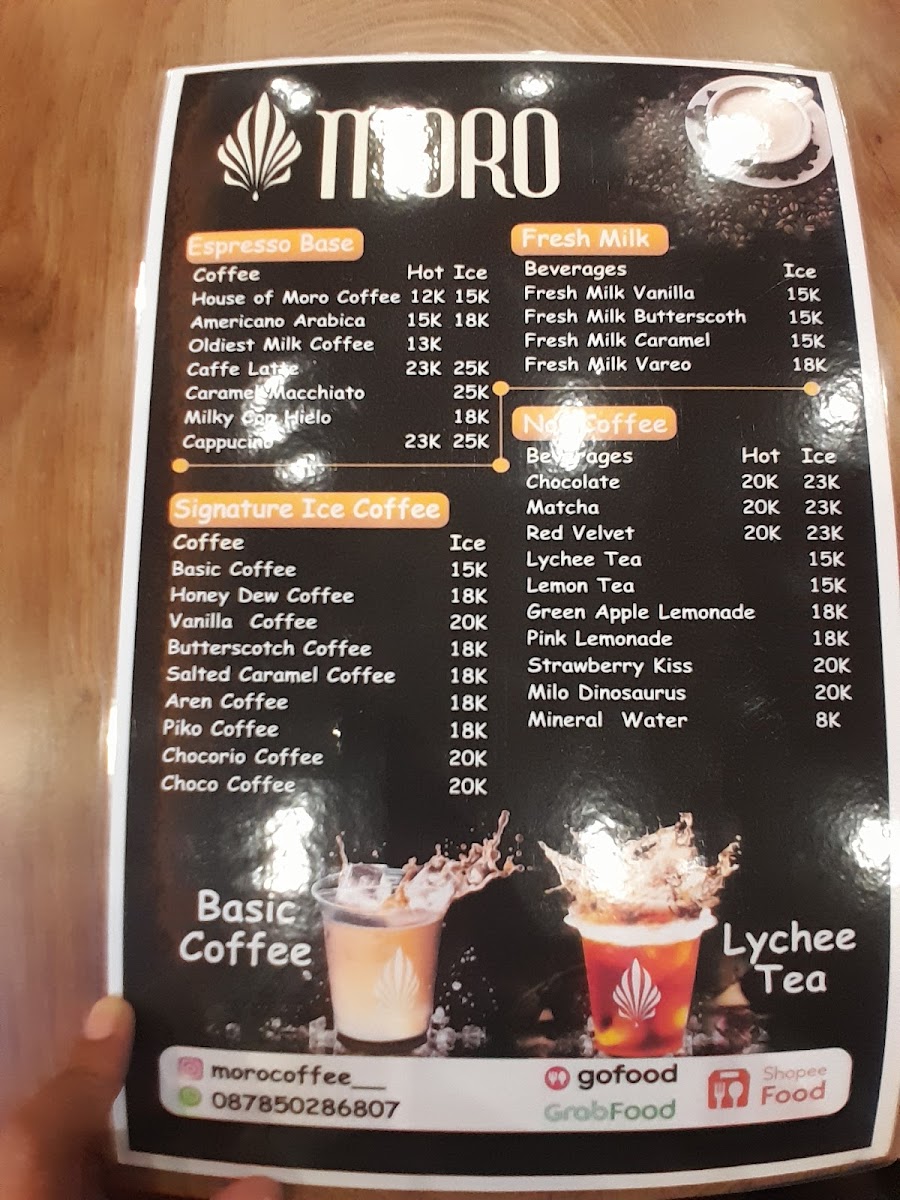 MORO
Espresso Base
Coffee Hot Ice
House of Moro Coffee 12K 15K
Americano Arabica 15K 18K
Oldiest Milk Coffee 13K
Caffe Latte 23K 25K
Caramel Macchiato 25K
Milky Con Hielo 18K
Cappucino 23K 25K
Signature Ice Coffee
Coffee Ice
Basic Coffee 15K
Honey Dew Coffee 18K
Vanilla Coffee 20K
Butterscotch Coffee 18K
Salted Caramel Coffee 18K
Aren Coffee 18K
Piko Coffee 18K
Chocorio Coffee 20K
Choco Coffee 20K
Fresh Milk
Beverages Ice
Fresh Milk Vanilla 15K
Fresh Milk Butterscoth 15K
Fresh Milk Caramel 15K
Fresh Milk Vareo 18K
Non Coffee
Beverages Hot Ice
Chocolate 20K 23K
Matcha 20K 23K
Red Velvet 20K 23K
Lychee Tea 15K
Lemon Tea 15K
Green Apple Lemonade 18K
Pink Lemonade 18K
Strawberry Kiss 20K
Milo Dinosaurus 20K
Mineral Water 8K
Basic
Coffee
Lychee
Tea
morocoffee__
087850286807
gofood
GrabFood
Shopee
Food